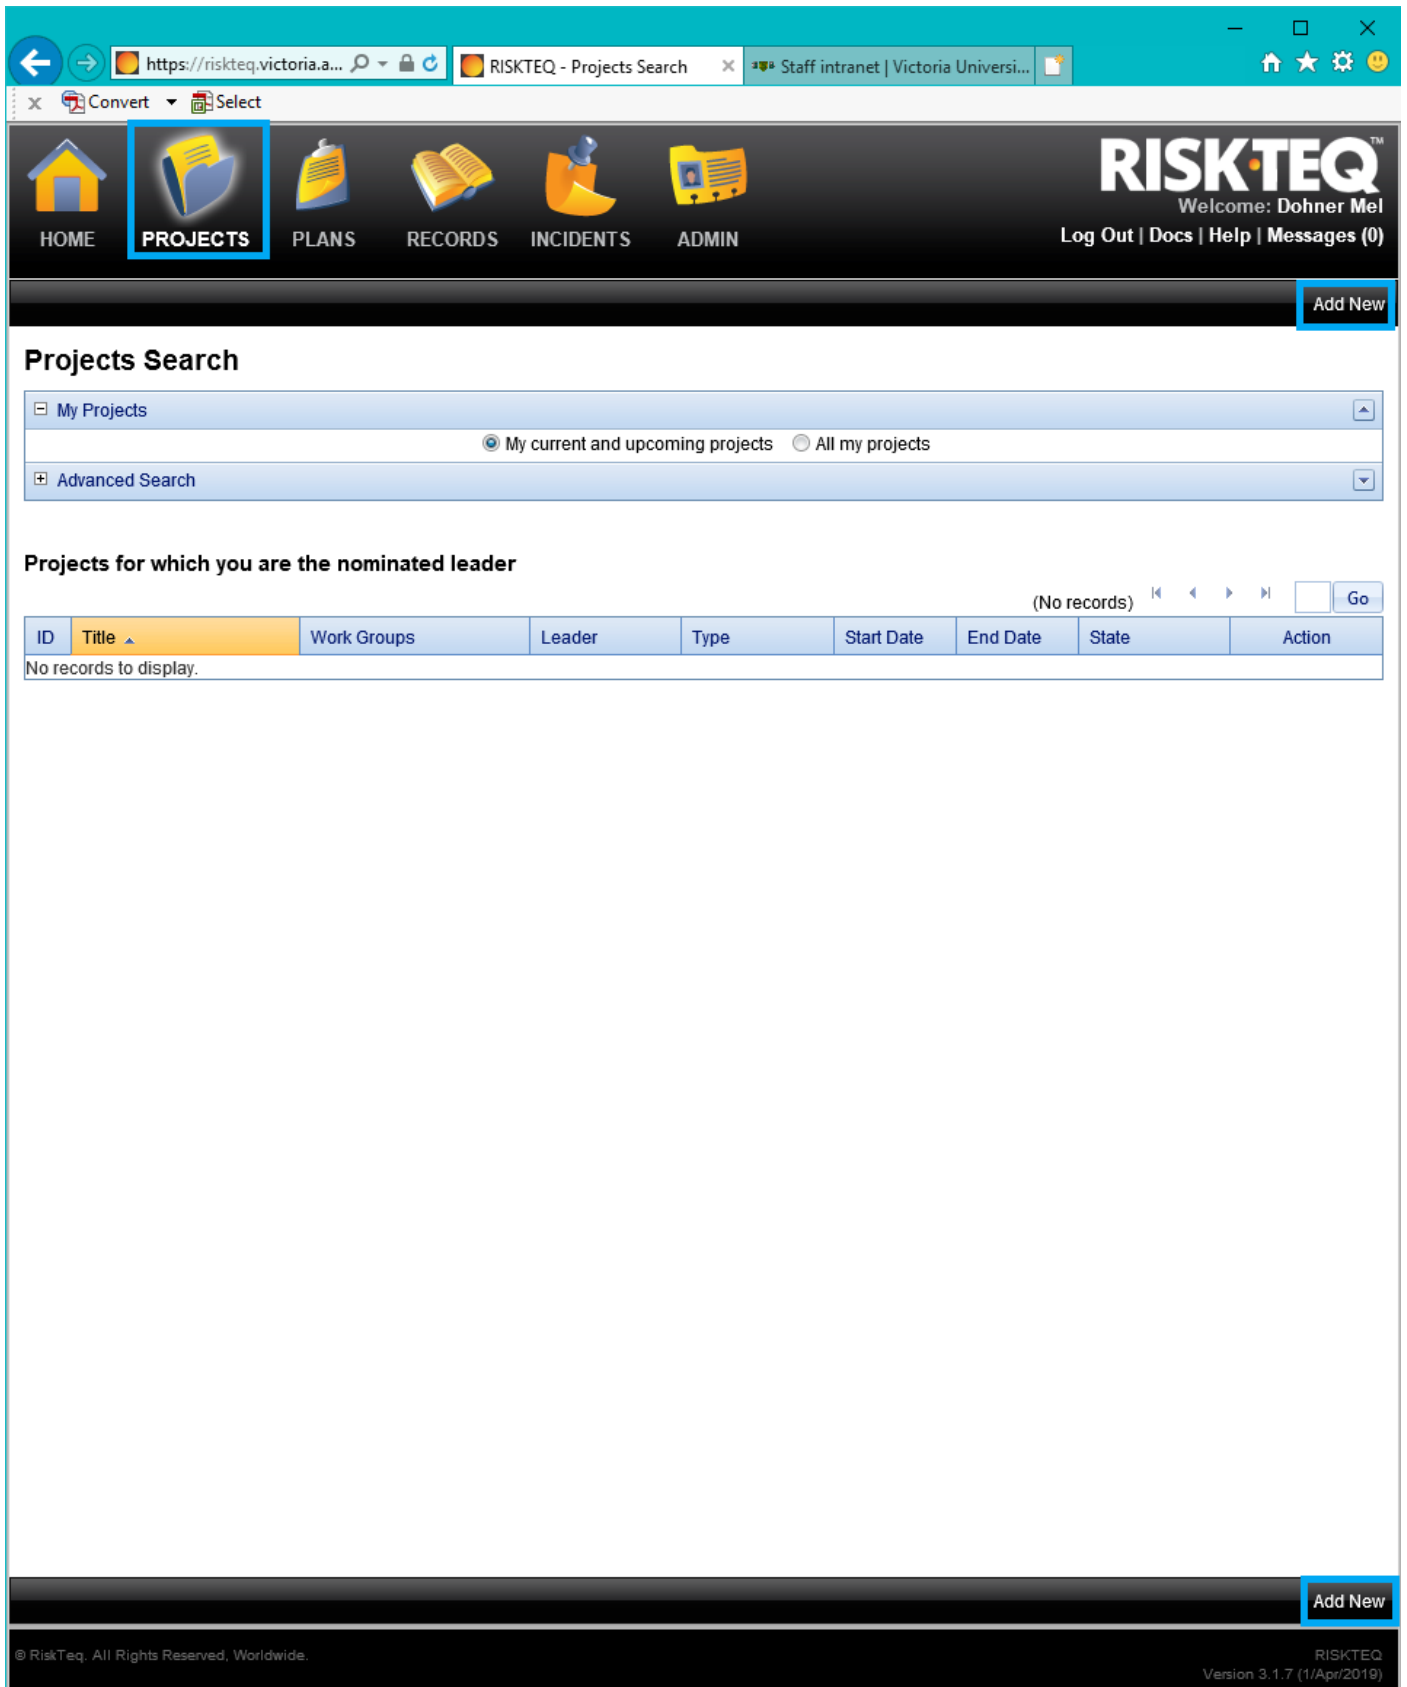 https://riskteq.victoria.a...
RISKTEQ - Projects Search
Staff intranet | Victoria Universi...
x Convert Select
HOME PROJECTS PLANS RECORDS INCIDENTS ADMIN
RISKTEQ™
Welcome: Dohner Mel
Log Out | Docs | Help | Messages (0)
Add New
Projects Search
My Projects
My current and upcoming projects All my projects
Advanced Search
Projects for which you are the nominated leader
(No records) Go
ID Title Work Groups Leader Type Start Date End Date State Action
No records to display.
Add New
© RiskTeq. All Rights Reserved, Worldwide.
RISKTEQ
Version 3.1.7 (1/Apr/2019)